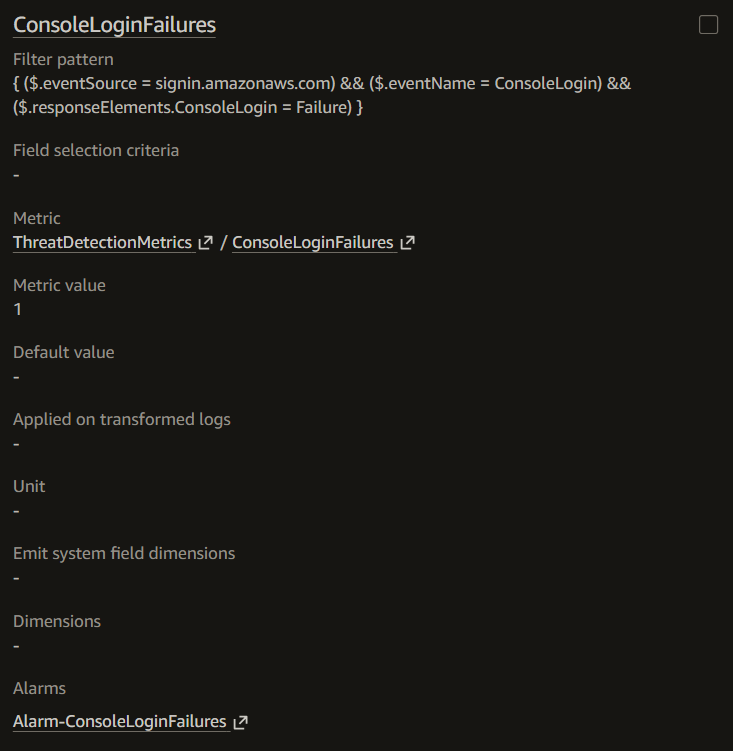 ConsoleLoginFailures
Filter pattern
{ ($.eventSource = signin.amazonaws.com) && ($.eventName = ConsoleLogin) &&
($.responseElements.ConsoleLogin = Failure) }
Field selection criteria
-
Metric
ThreatDetectionMetrics / ConsoleLoginFailures
Metric value
1
Default value
-
Applied on transformed logs
-
Unit
-
Emit system field dimensions
-
Dimensions
-
Alarms
Alarm-ConsoleLoginFailures